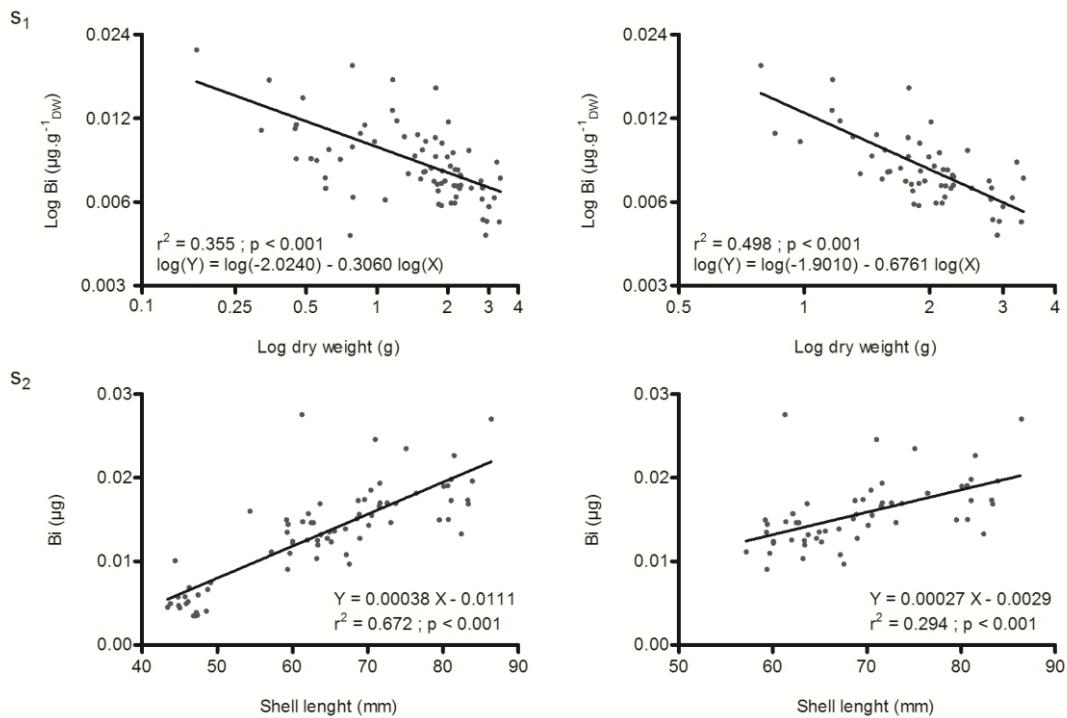 S1
0.024
0.012
0.006
0.003
Log Bi (µg.g-1DW)
r2 = 0.355 ; p < 0.001
log(Y) = log(-2.0240) - 0.3060 log(X)
0.1 0.25 0.5 1 2 3 4
Log dry weight (g)
0.024
0.012
0.006
0.003
Log Bi (µg.g-1DW)
r2 = 0.498 ; p < 0.001
log(Y) = log(-1.9010) - 0.6761 log(X)
0.5 1 2 3 4
Log dry weight (g)
S2
0.03
0.02
0.01
0.00
Bi (µg)
Y = 0.00038 X - 0.0111
r2 = 0.672 ; p < 0.001
40 50 60 70 80 90
Shell lenght (mm)
0.03
0.02
0.01
0.00
Bi (µg)
Y = 0.00027 X - 0.0029
r2 = 0.294 ; p < 0.001
50 60 70 80 90
Shell lenght (mm)